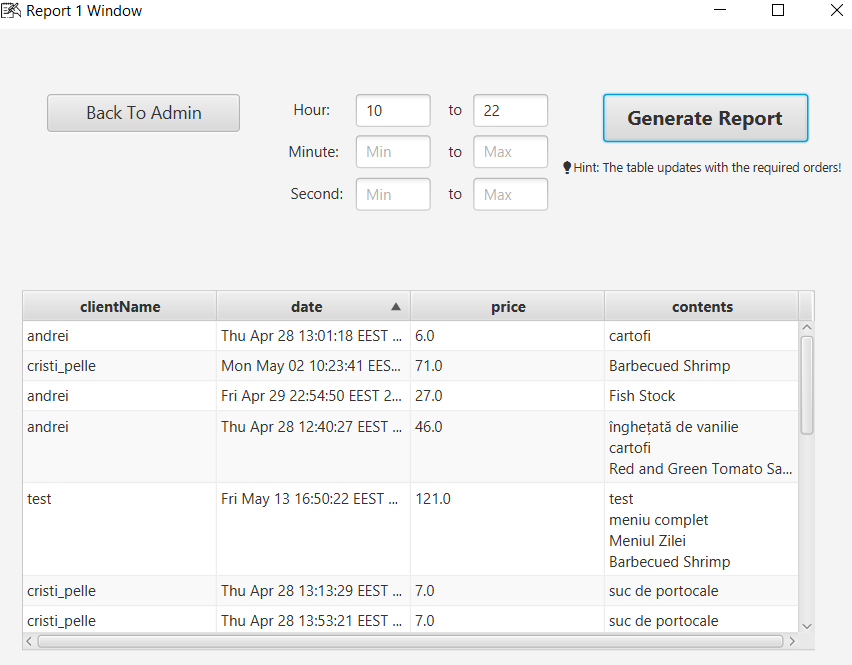 Report 1 Window
Back To Admin
Hour: 10 to 22
Minute: Min to Max
Second: Min to Max
Generate Report
Hint: The table updates with the required orders!
clientName date price contents
andrei Thu Apr 28 13:01:18 EEST ... 6.0 cartofi
cristi_pelle Mon May 02 10:23:41 EES... 71.0 Barbecued Shrimp
andrei Fri Apr 29 22:54:50 EEST 2... 27.0 Fish Stock
andrei Thu Apr 28 12:40:27 EEST ... 46.0 înghețată de vanilie
cartofi
Red and Green Tomato Sa...
test Fri May 13 16:50:22 EEST ... 121.0 test
meniu complet
Meniul Zilei
Barbecued Shrimp
cristi_pelle Thu Apr 28 13:13:29 EEST ... 7.0 suc de portocale
cristi_pelle Thu Apr 28 13:53:21 EEST ... 7.0 suc de portocale